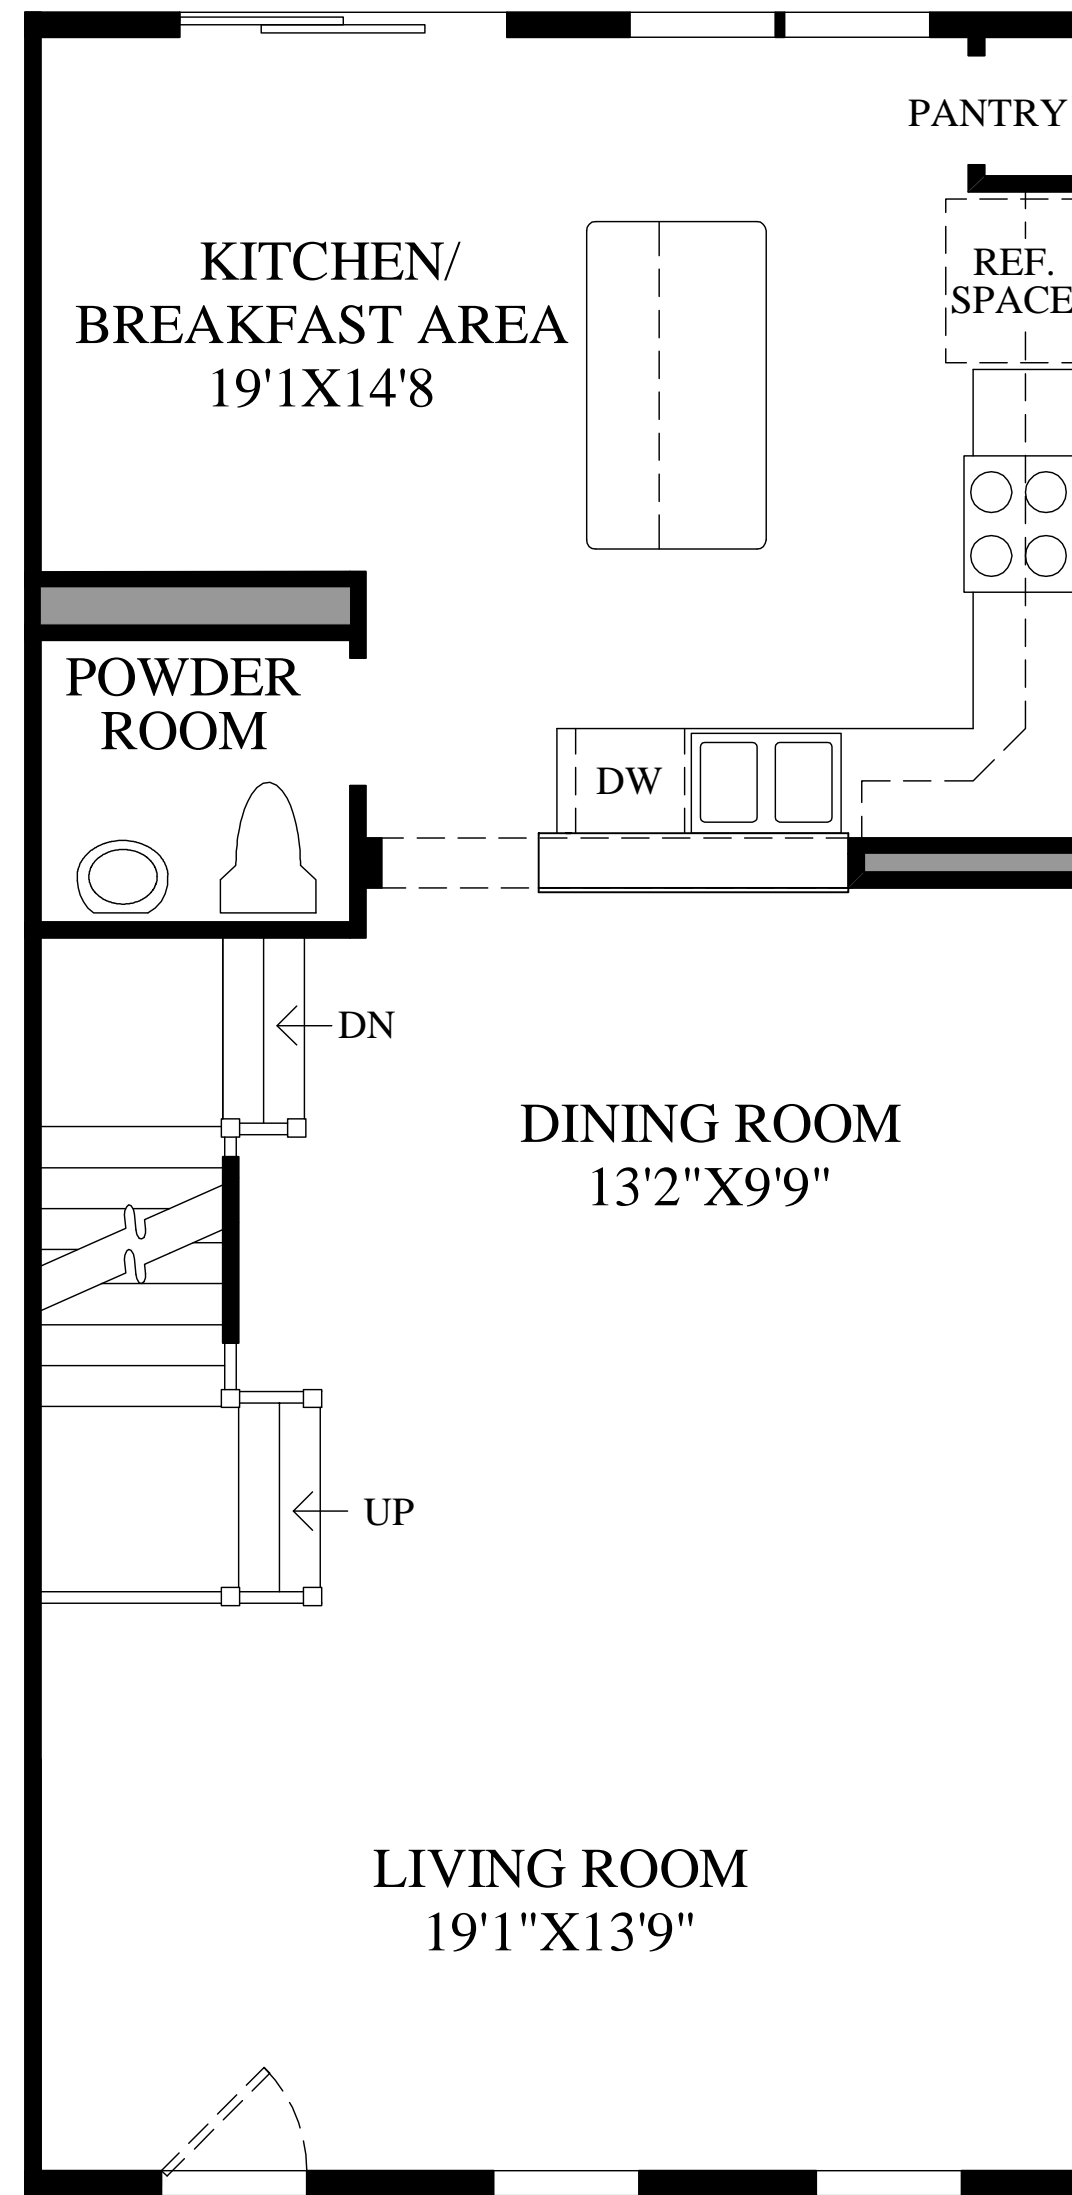 PANTRY
KITCHEN/
BREAKFAST AREA
19'1X14'8
REF.
SPACE
POWDER
ROOM
DW
DN
DINING ROOM
13'2"X9'9"
UP
LIVING ROOM
19'1"X13'9"